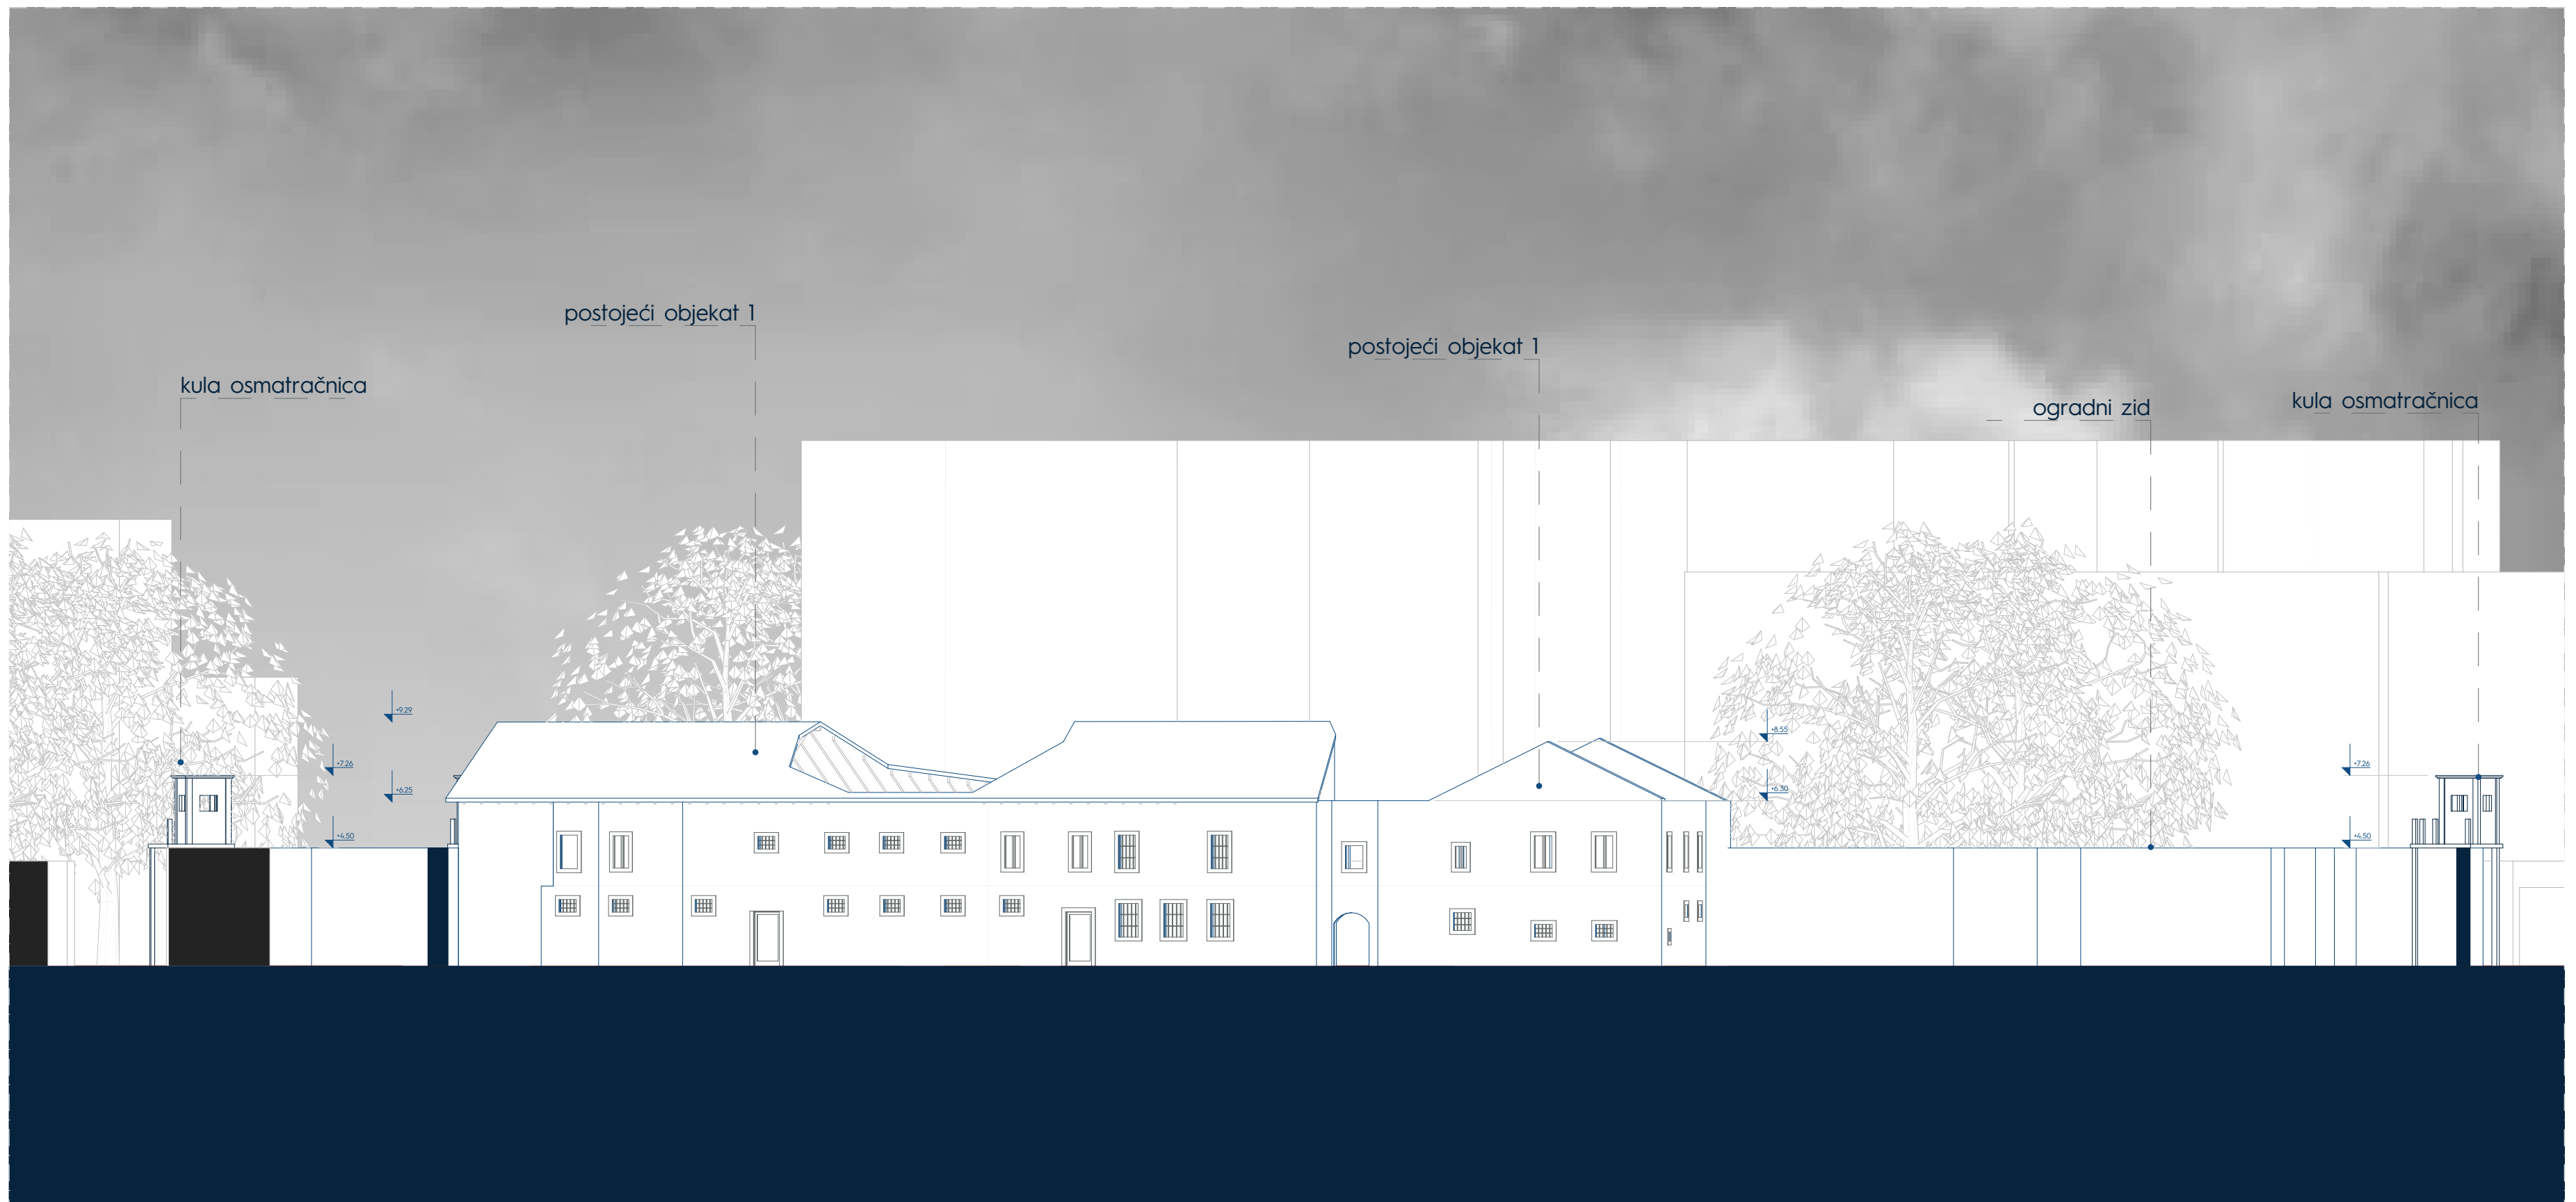 postojeći objekat 1
postojeći objekat 1
kula osmatračnica
kula osmatračnica
ogradni zid
+9.29
+8.55
+7.26
+7.26
+6.25
+6.30
+4.50
+4.50